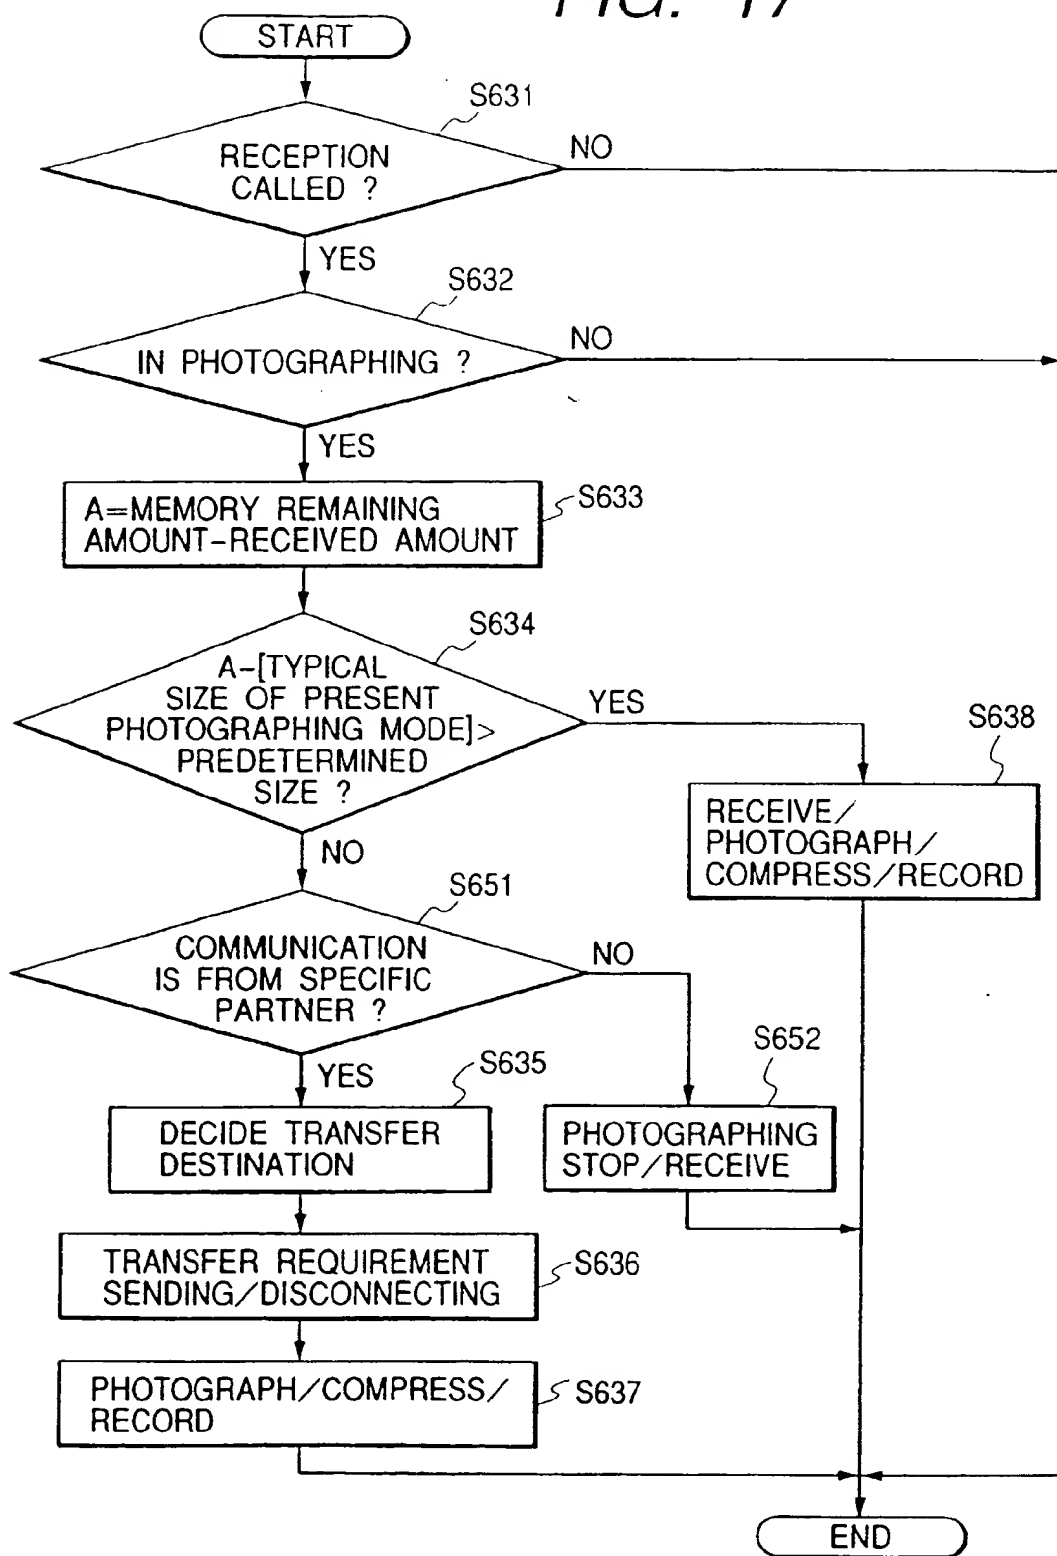 FIG. 17
START
S631
RECEPTION
CALLED ?
NO
YES
S632
IN PHOTOGRAPHING ?
NO
YES
S633
A=MEMORY REMAINING
AMOUNT-RECEIVED AMOUNT
S634
A-[TYPICAL
SIZE OF PRESENT
PHOTOGRAPHING MODE]>
PREDETERMINED
SIZE ?
YES
NO
S638
RECEIVE/
PHOTOGRAPH/
COMPRESS/RECORD
S651
COMMUNICATION
IS FROM SPECIFIC
PARTNER ?
NO
YES
S652
PHOTOGRAPHING
STOP/RECEIVE
S635
DECIDE TRANSFER
DESTINATION
S636
TRANSFER REQUIREMENT
SENDING/DISCONNECTING
S637
PHOTOGRAPH/COMPRESS/
RECORD
END